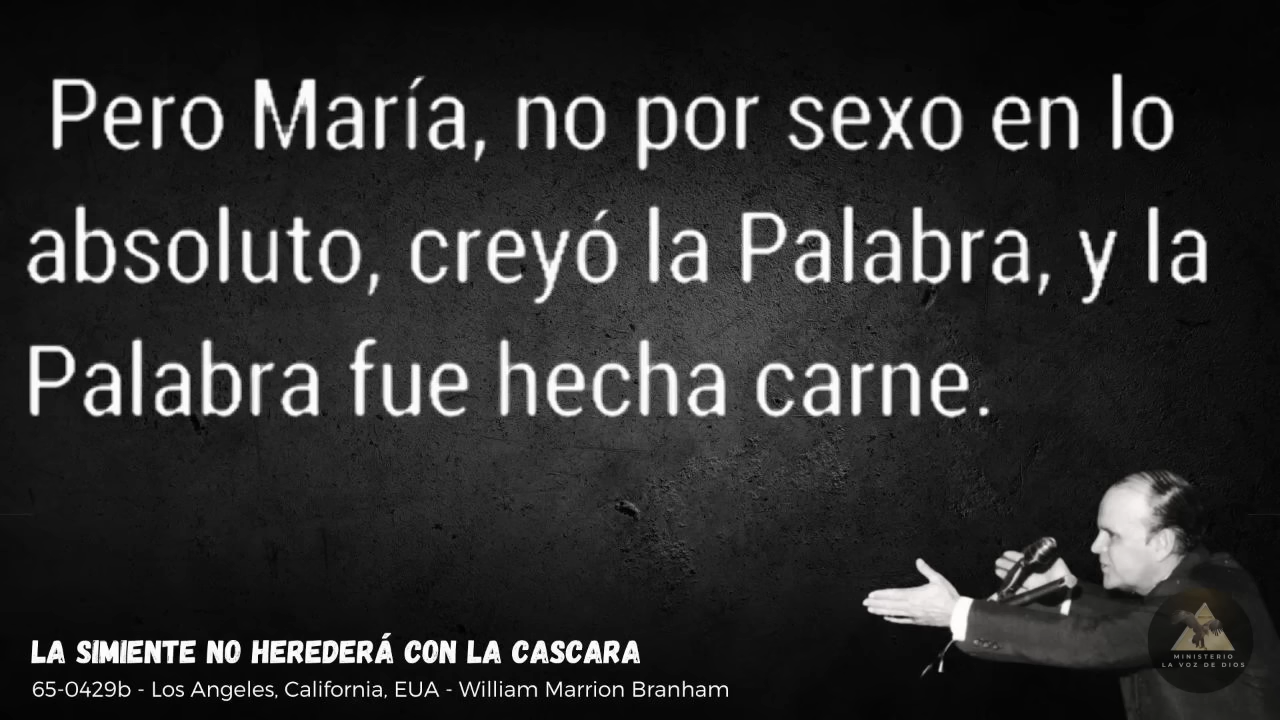 Pero María, no por sexo en lo
absoluto, creyó la Palabra, y la
Palabra fue hecha carne.
LA SIMIENTE NO HEREDERÁ CON LA CASCARA
65-0429b - Los Angeles, California, EUA - William Marrion Branham
MINISTERIO
LA VOZ DE DIOS